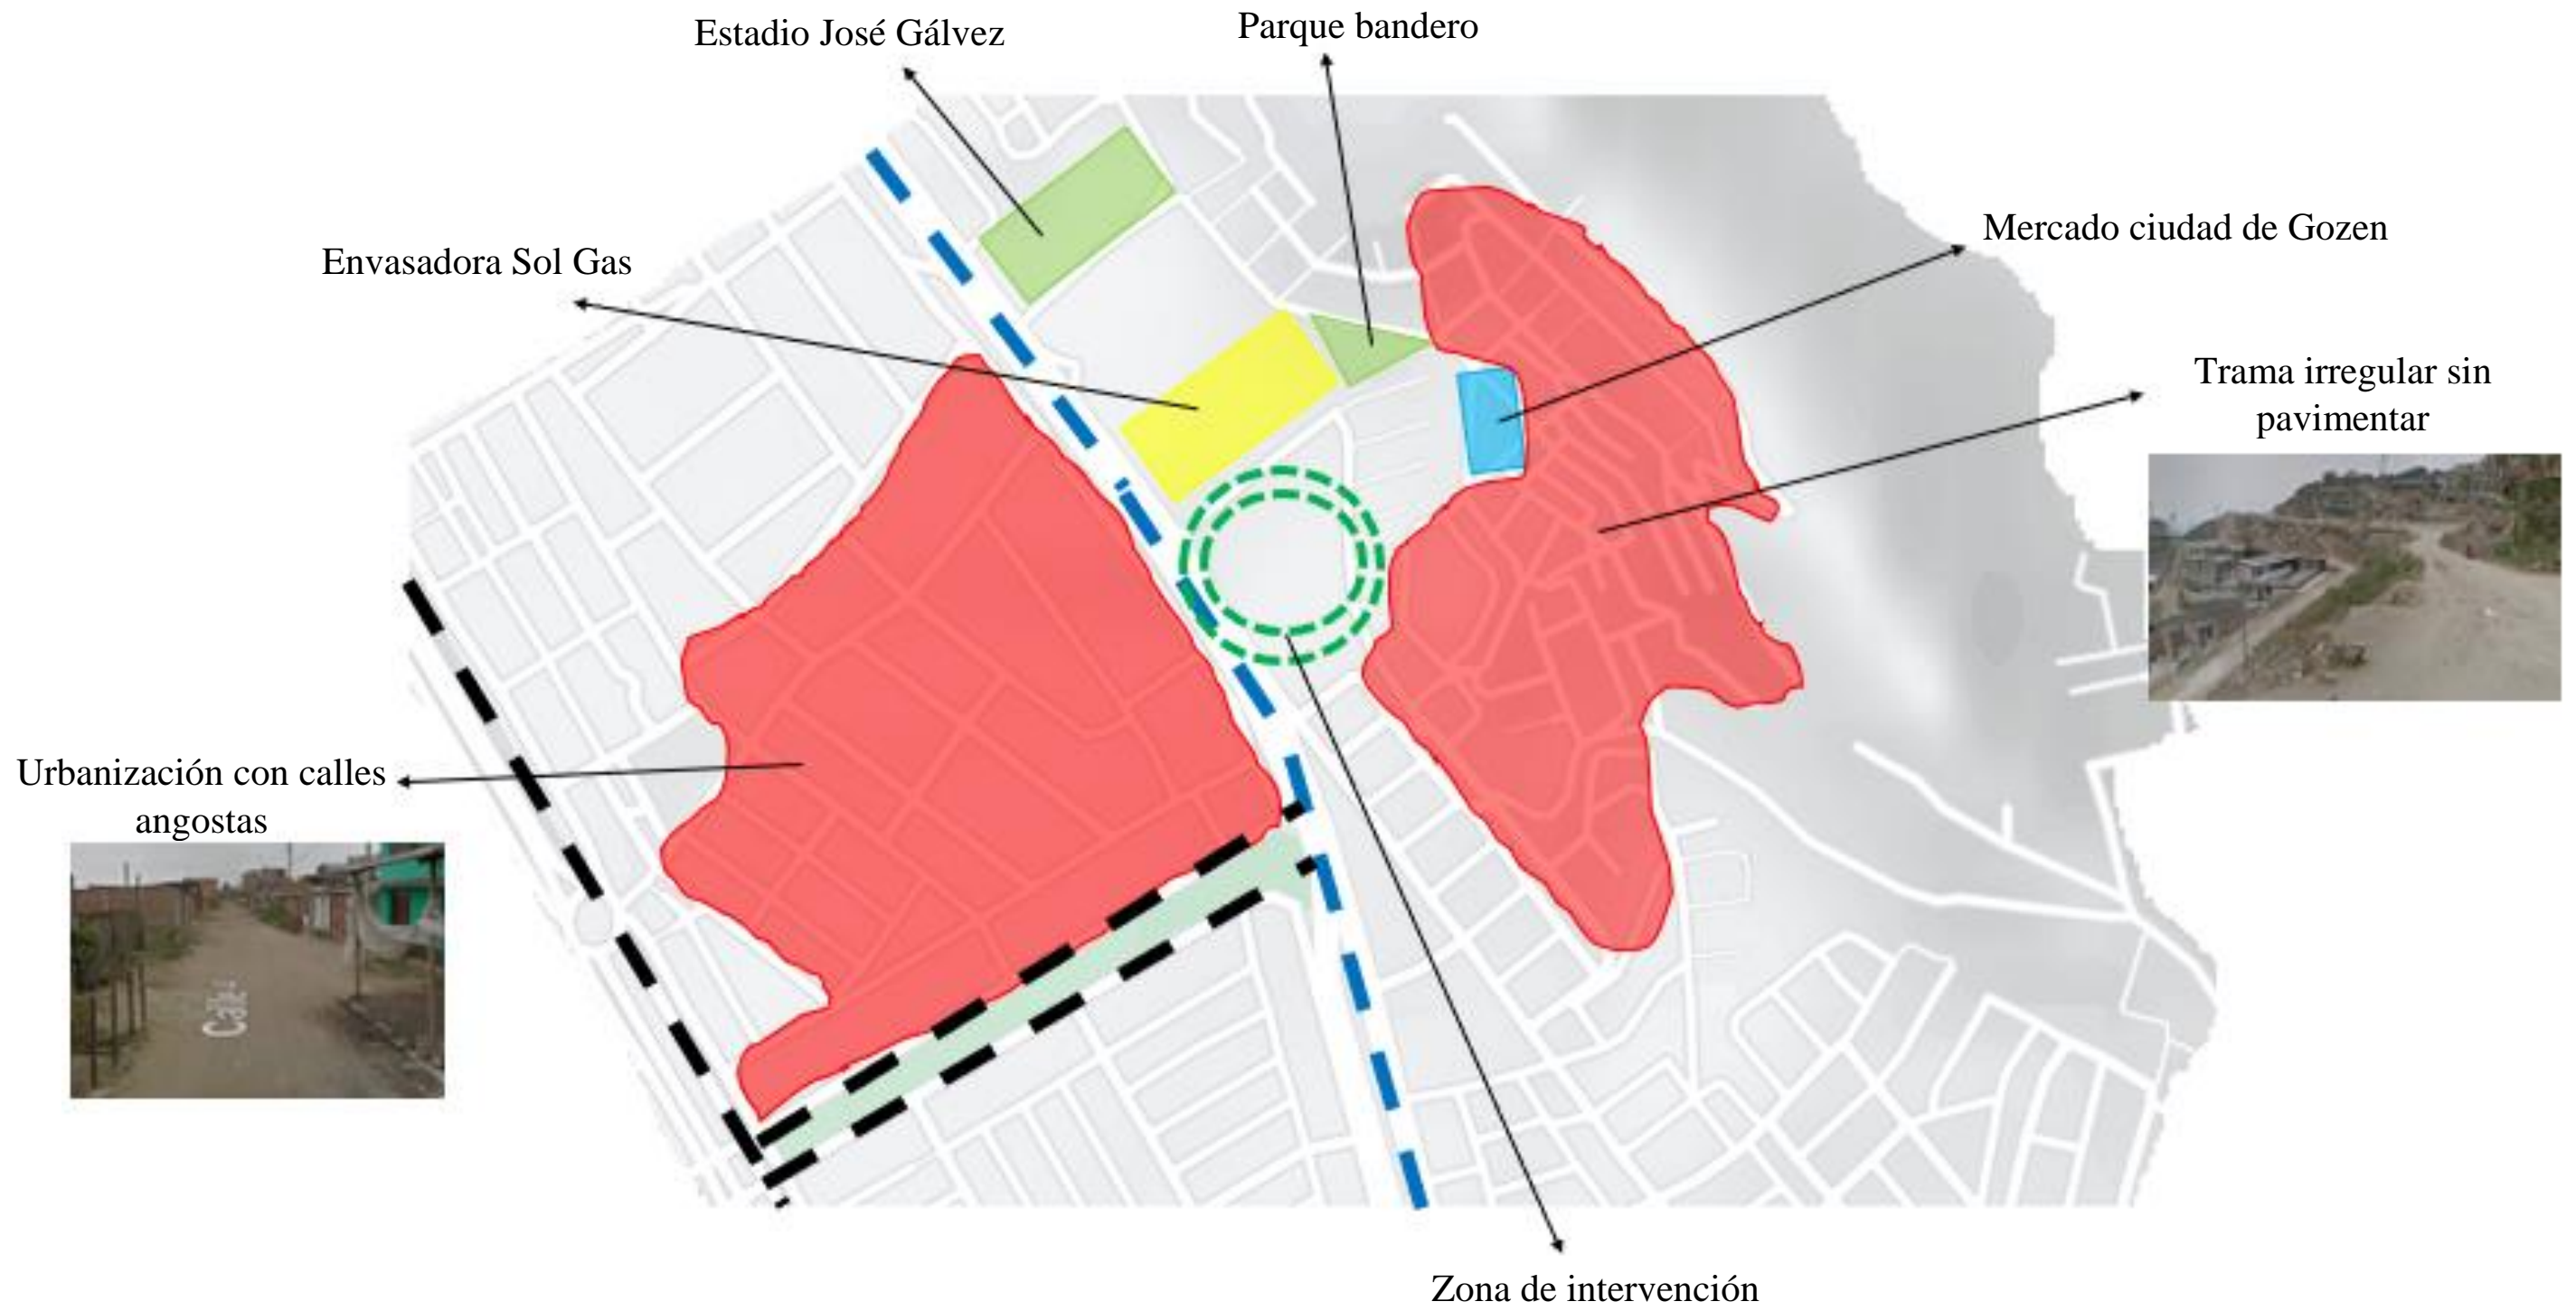 Estadio José Gálvez
Parque bandero
Envasadora Sol Gas
Mercado ciudad de Gozen
Trama irregular sin
pavimentar
Urbanización con calles
angostas
Calle
Zona de intervención